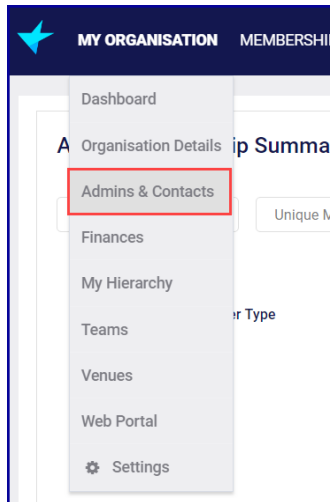 MY ORGANISATION MEMBERSHI
Dashboard
Organisation Details
A ip Summa
Admins & Contacts
Unique M
Finances
My Hierarchy
er Type
Teams
Venues
Web Portal
Settings